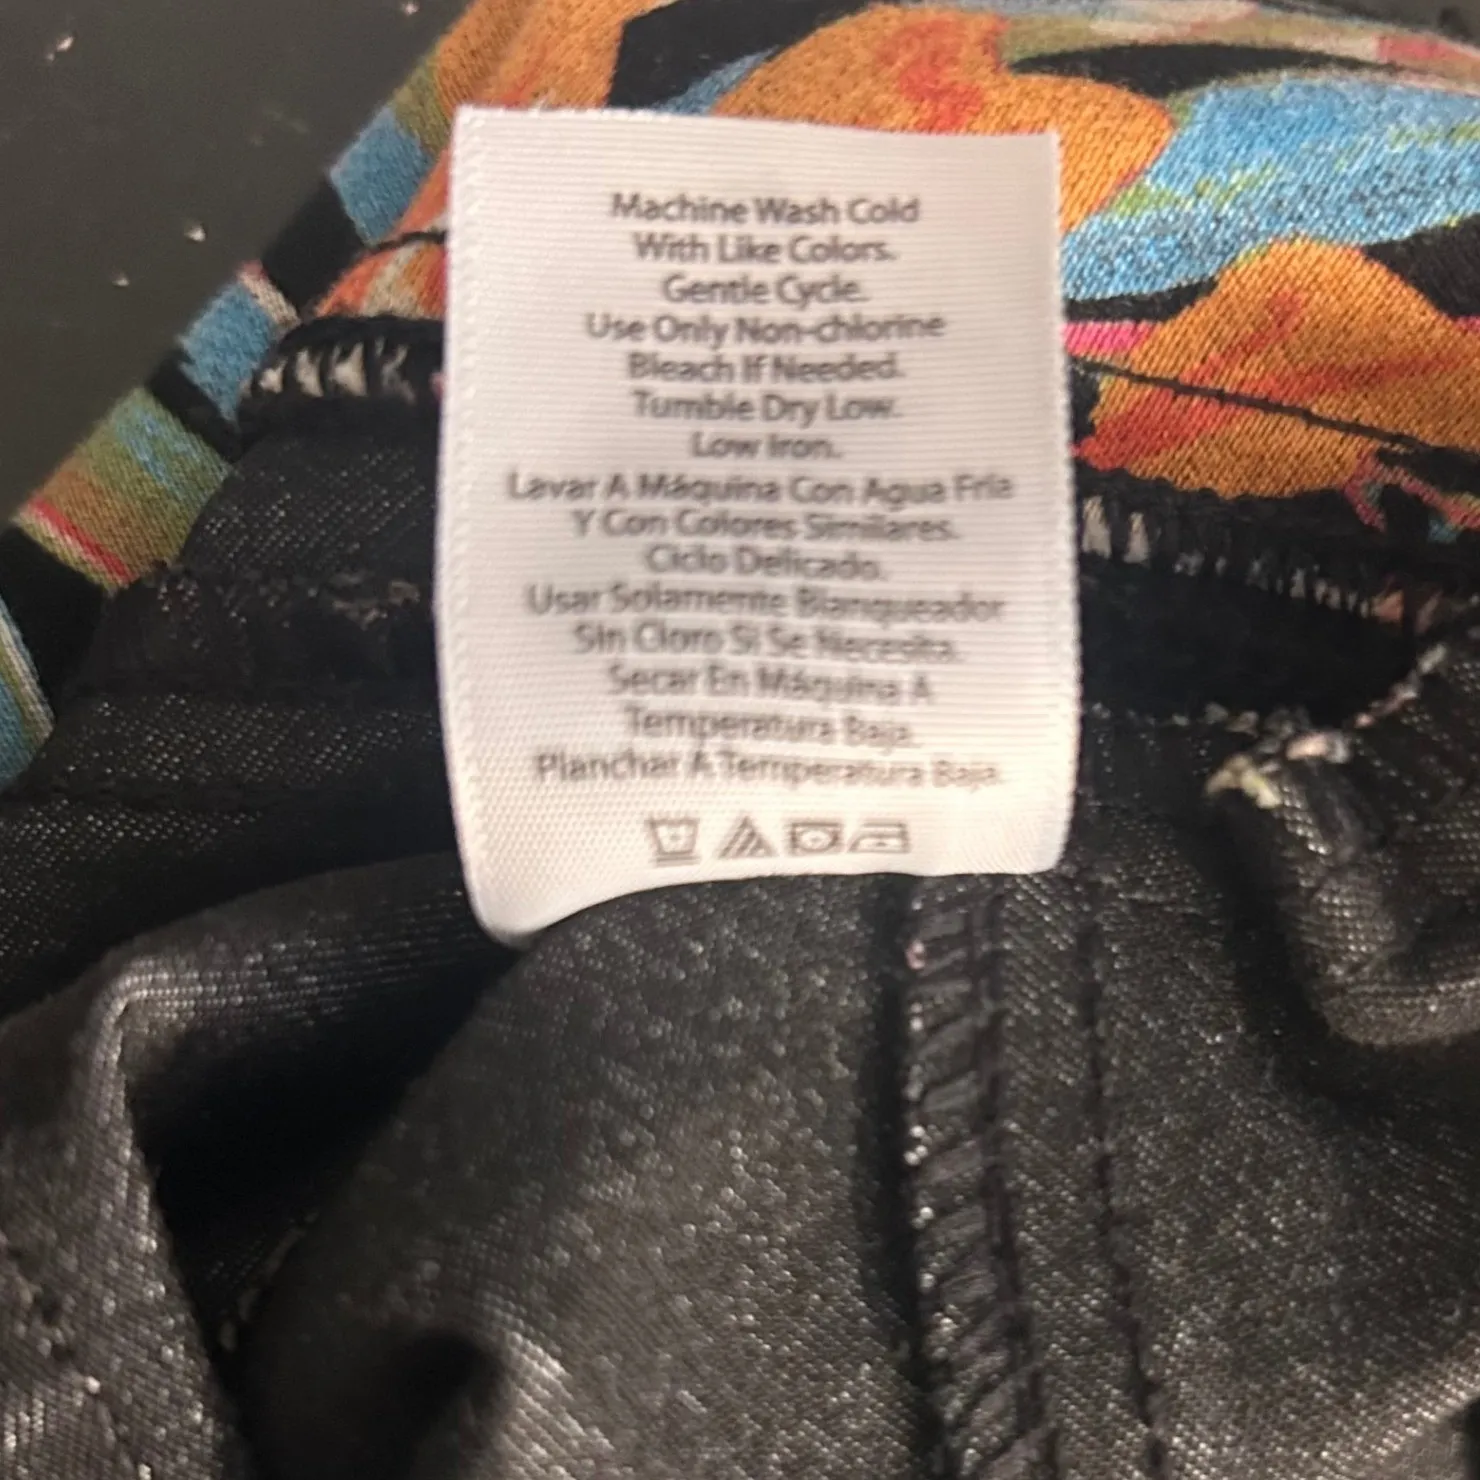 Machine Wash Cold
With Like Colors.
Gentle Cycle.
Use Only Non-chlorine
Bleach If Needed.
Tumble Dry Low.
Low Iron.
Lavar A Máquina Con Agua Fría
Y Con Colores Similares.
Ciclo Delicado.
Usar Solamente Blanqueador
Sin Cloro Si Se Necesita.
Secar En Máquina A
Temperatura Baja.
Planchar A Temperatura Baja.